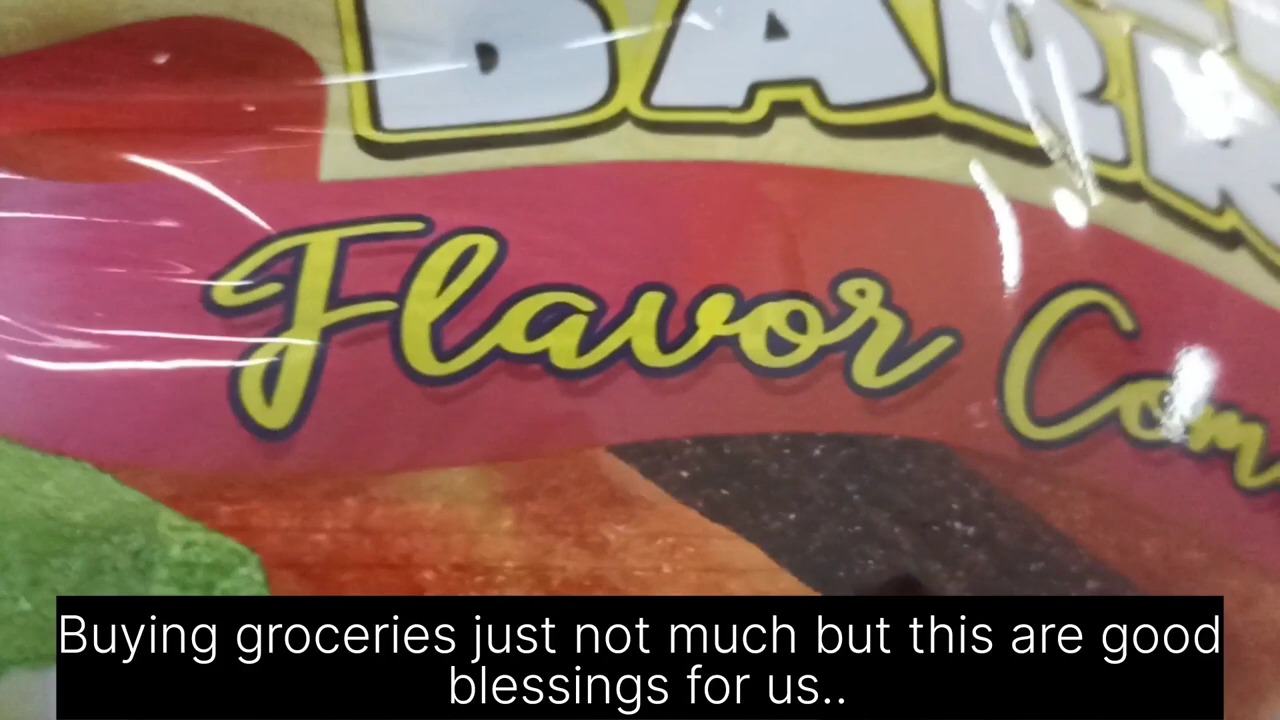 Flavor
Buying groceries just not much but this are good
blessings for us..